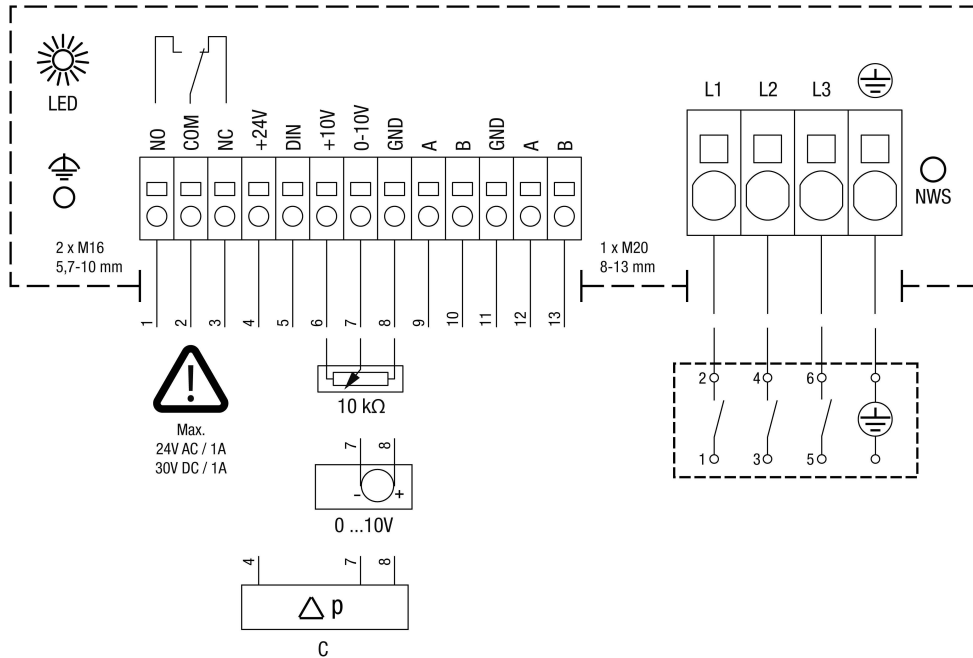 LED
NO COM NC +24V DIN +10V 0-10V GND A B GND A B
L1 L2 L3
NWS
2 x M16
5,7-10 mm
1 x M20
8-13 mm
1 2 3 4 5 6 7 8 9 10 11 12 13
!
Max.
24V AC / 1A
30V DC / 1A
10 kΩ
7 8
- +
0 ...10V
4 7 8
△ p
C
2 4 6
1 3 5